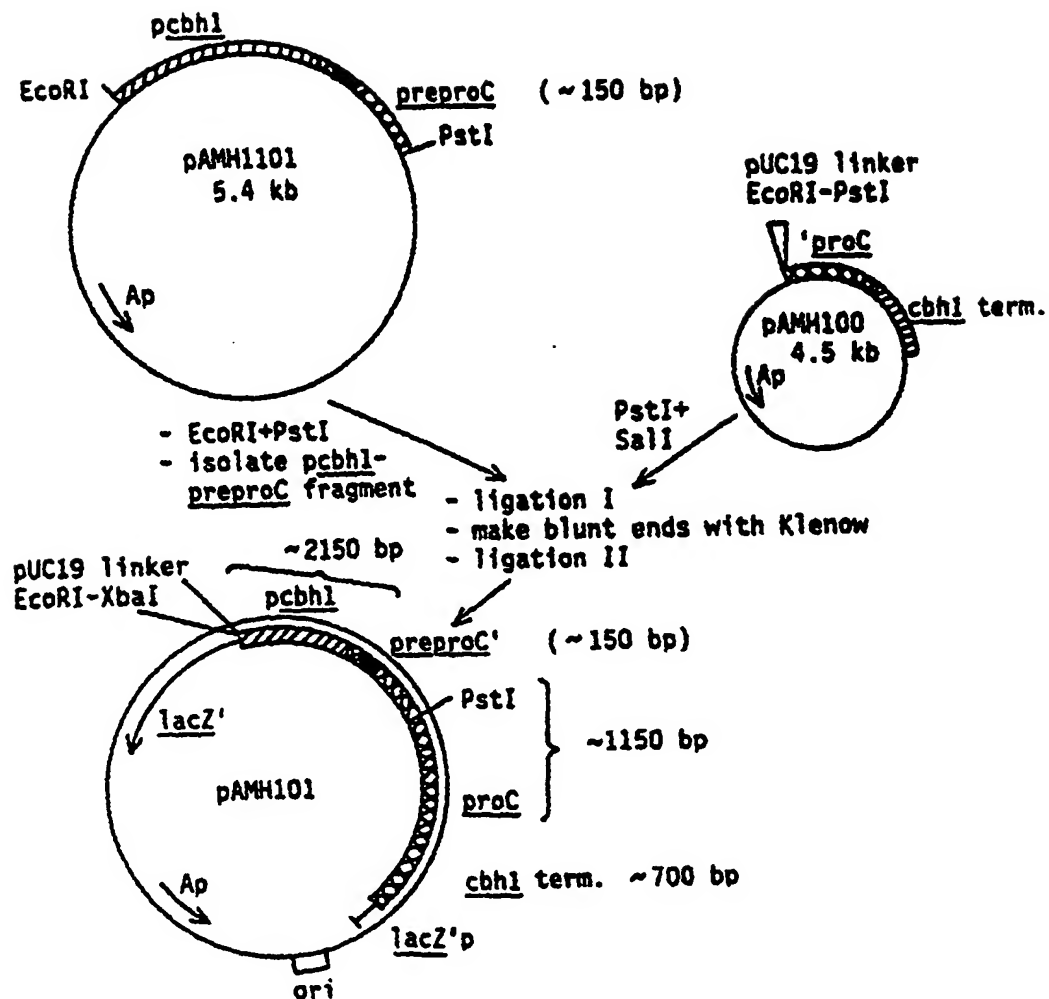 pcbh1
EcoRI
preproC (~150 bp)
PstI
pAMH1101
5.4 kb
Ap
pUC19 linker
EcoRI-PstI
'proC
cbh1 term.
pAMH100
4.5 kb
Ap
- EcoRI+PstI
- isolate pcbh1-
preproC fragment
PstI+
SalI
- ligation I
- make blunt ends with Klenow
- ligation II
~2150 bp
pUC19 linker
EcoRI-XbaI
pcbh1
preproC' (~150 bp)
PstI
~1150 bp
lacZ'
pAMH101
proC
Ap
cbh1 term. ~700 bp
lacZ'p
ori